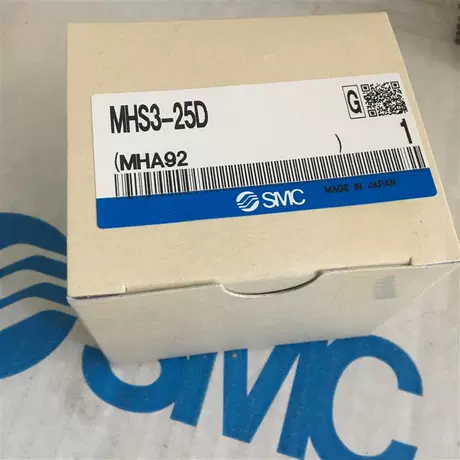 MHS3-25D
G
(MHA92 )
1
SMC
MADE IN JAPAN
SMC